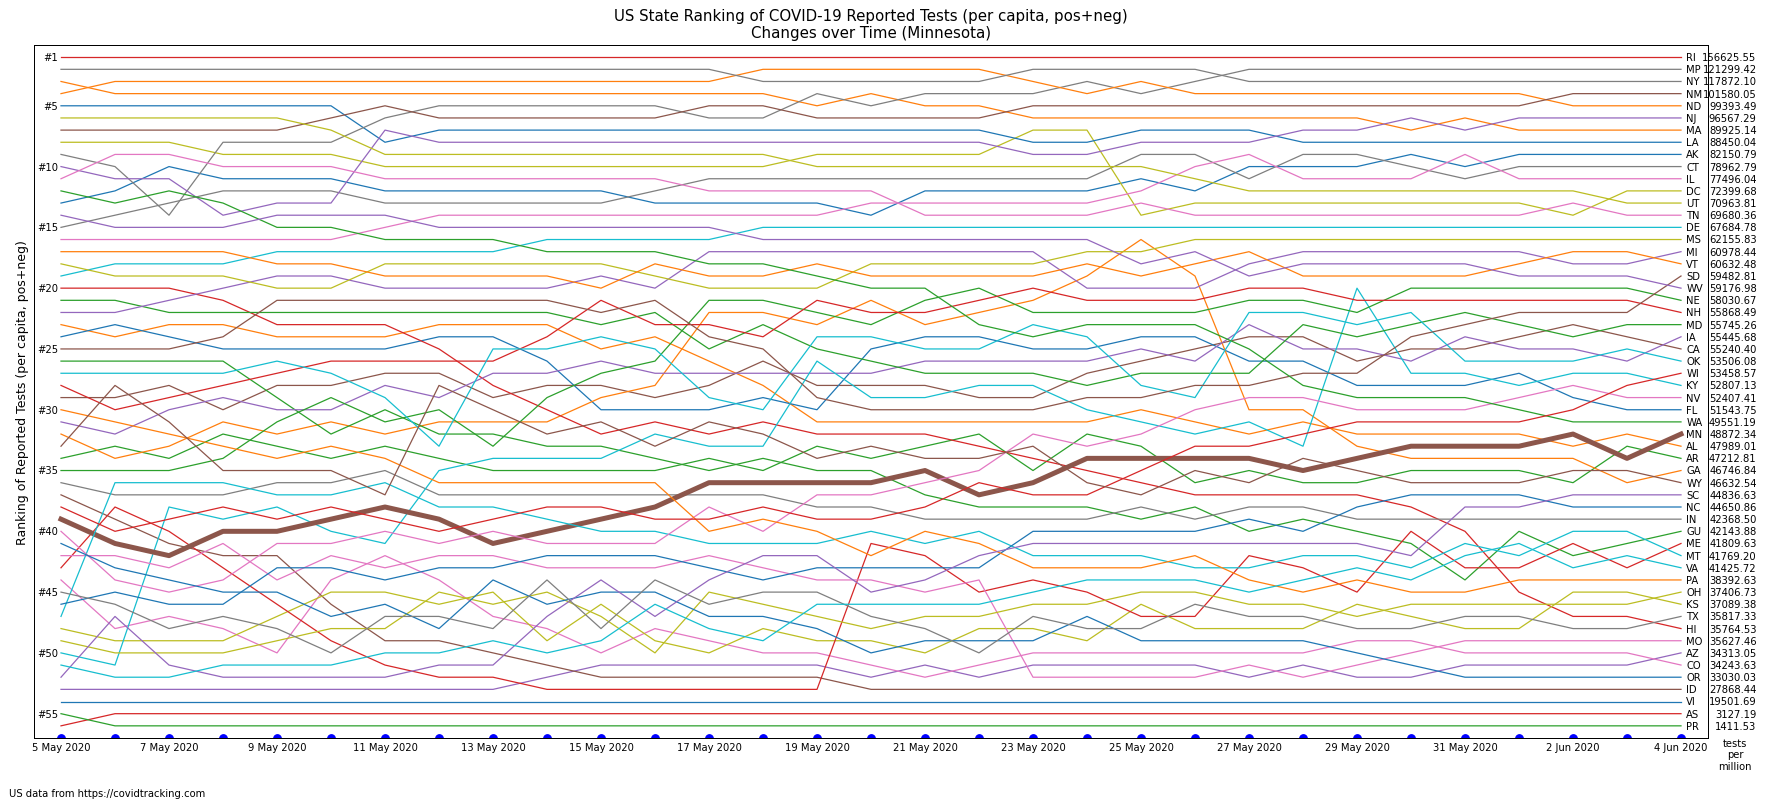 US State Ranking of COVID-19 Reported Tests (per capita, pos+neg)
Changes over Time (Minnesota)
Ranking of Reported Tests (per capita, pos+neg)
#1
#5
#10
#15
#20
#25
#30
#35
#40
#45
#50
#55
RI 156625.55
MP 121299.42
NY 117872.10
NM 101580.05
ND 99393.49
NJ 96567.29
MA 89925.14
LA 88450.04
AK 82150.79
CT 78962.79
IL 77496.04
DC 72399.68
UT 70963.81
TN 69680.36
DE 67684.78
MS 62155.83
MI 60978.44
VT 60632.48
SD 59482.81
WV 59176.98
NE 58030.67
NH 55868.49
MD 55745.26
IA 55445.68
CA 55240.40
OK 53506.08
WI 53458.57
KY 52807.13
NV 52407.41
FL 51543.75
WA 49551.19
MN 48872.34
AL 47989.01
AR 47212.81
GA 46746.84
WY 46632.54
SC 44836.63
NC 44650.86
IN 42368.50
GU 42143.88
ME 41809.63
MT 41769.20
VA 41425.72
PA 38392.63
OH 37406.73
KS 37089.38
TX 35817.33
HI 35764.53
MO 35627.46
AZ 34313.05
CO 34243.63
OR 33030.03
ID 27868.44
VI 19501.69
AS 3127.19
PR 1411.53
5 May 2020 7 May 2020 9 May 2020 11 May 2020 13 May 2020 15 May 2020 17 May 2020 19 May 2020 21 May 2020 23 May 2020 25 May 2020 27 May 2020 29 May 2020 31 May 2020 2 Jun 2020 4 Jun 2020
tests
per
million
US data from https://covidtracking.com